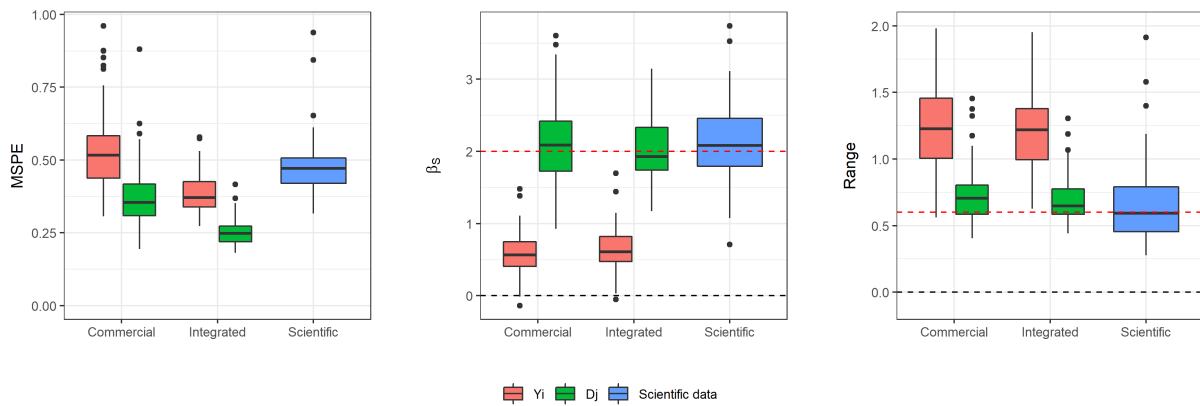 MSPE
1.00
0.75
0.50
0.25
0.00
Commercial Integrated Scientific
βS
3
2
1
0
Commercial Integrated Scientific
Range
2.0
1.5
1.0
0.5
0.0
Commercial Integrated Scientific
Yi Dj Scientific data